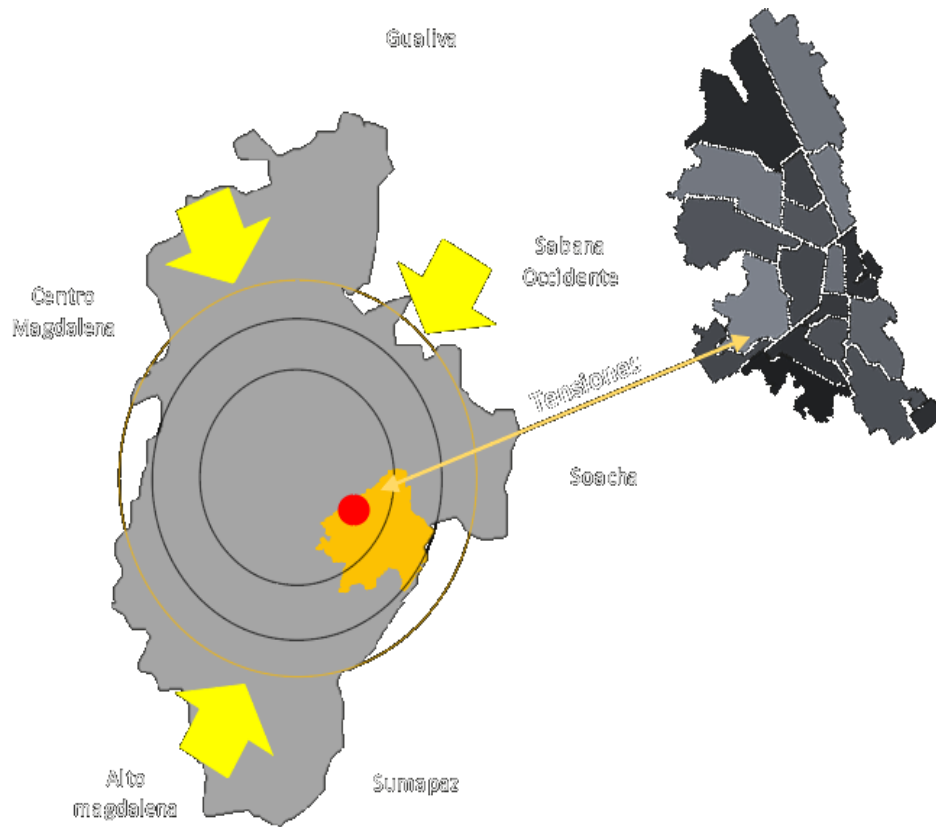 Gualiva
Sabana
Occidente
Centro
Magdalena
Tensiones
Soacha
Alto
magdalena
Sumapaz